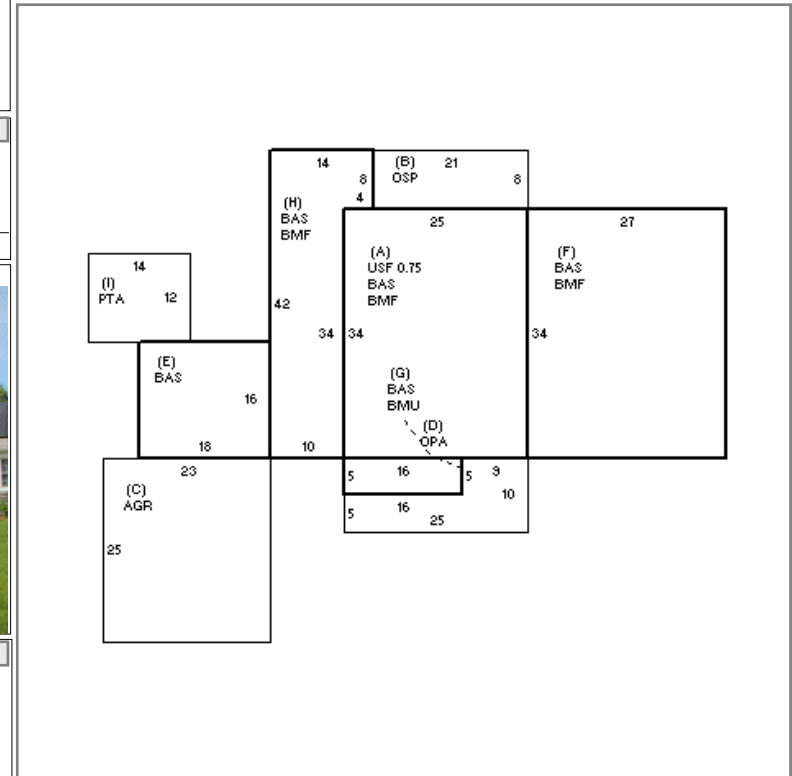 14
(B)
OSP
21
8
8
4
(H)
BAS
BMF
25
27
(A)
USF 0.75
BAS
BMF
(F)
BAS
BMF
14
(I)
PTA
12
42
34
34
34
(E)
BAS
16
(G)
BAS
BMU
(D)
OPA
18
10
23
5
16
5
9
10
(C)
AGR
5
16
25
25